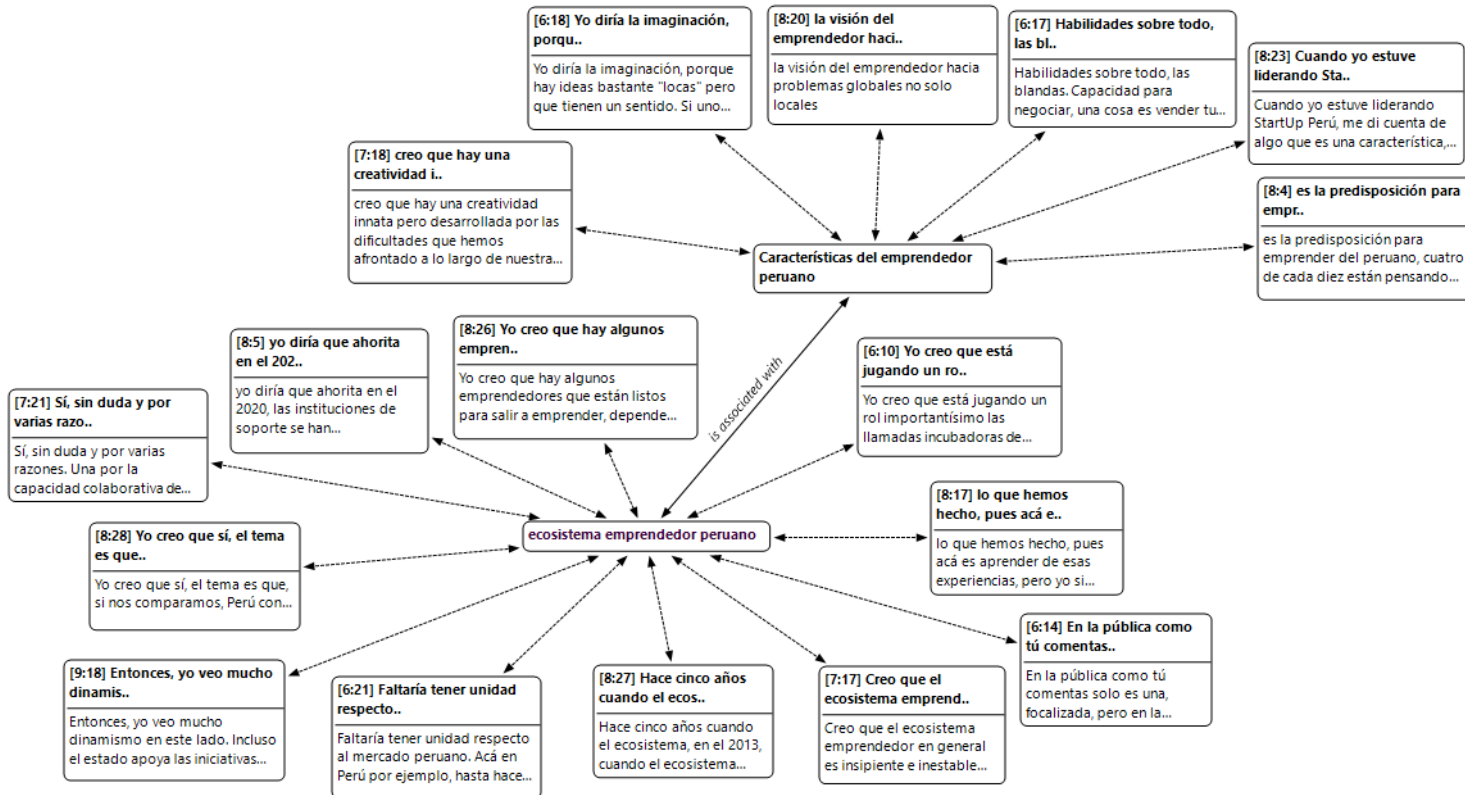 [6:18] Yo diría la imaginación,
porqu..
Yo diría la imaginación, porque
hay ideas bastante "locas" pero
que tienen un sentido. Si uno...
[8:20] la visión del
emprendedor haci..
la visión del emprendedor hacia
problemas globales no solo
locales
[6:17] Habilidades sobre todo,
las bl..
Habilidades sobre todo, las
blandas. Capacidad para
negociar, una cosa es vender tu...
[8:23] Cuando yo estuve
liderando Sta..
Cuando yo estuve liderando
StartUp Perú, me di cuenta de
algo que es una característica,...
[7:18] creo que hay una
creatividad i..
creo que hay una creatividad
innata pero desarrollada por las
dificultades que hemos
afrontado a lo largo de nuestra...
[8:4] es la predisposición para
empr..
es la predisposición para
emprender del peruano, cuatro
de cada diez están pensando...
Características del emprendedor
peruano
is associated with
[8:26] Yo creo que hay algunos
empren..
Yo creo que hay algunos
emprendedores que están listos
para salir a emprender, depende...
[8:5] yo diría que ahorita
en el 202..
yo diría que ahorita en el
2020, las instituciones de
soporte se han...
[6:10] Yo creo que está
jugando un ro..
Yo creo que está jugando un
rol importantísimo las
llamadas incubadoras de...
[7:21] Sí, sin duda y por
varias razo..
Sí, sin duda y por varias
razones. Una por la
capacidad colaborativa de...
[8:17] lo que hemos
hecho, pues acá e..
lo que hemos hecho, pues
acá es aprender de esas
experiencias, pero yo si...
ecosistema emprendedor peruano
[8:28] Yo creo que sí, el tema
es que..
Yo creo que sí, el tema es que,
si nos comparamos, Perú con...
[6:14] En la pública como
tú comentas..
En la pública como tú
comentas solo es una,
focalizada, pero en la...
[9:18] Entonces, yo veo mucho
dinamis..
Entonces, yo veo mucho
dinamismo en este lado. Incluso
el estado apoya las iniciativas...
[6:21] Faltaría tener unidad
respecto..
Faltaría tener unidad respecto
al mercado peruano. Acá en
Perú por ejemplo, hasta hace...
[8:27] Hace cinco años
cuando el ecos..
Hace cinco años cuando
el ecosistema, en el 2013,
cuando el ecosistema...
[7:17] Creo que el
ecosistema emprend..
Creo que el ecosistema
emprendedor en general
es insipiente e inestable...